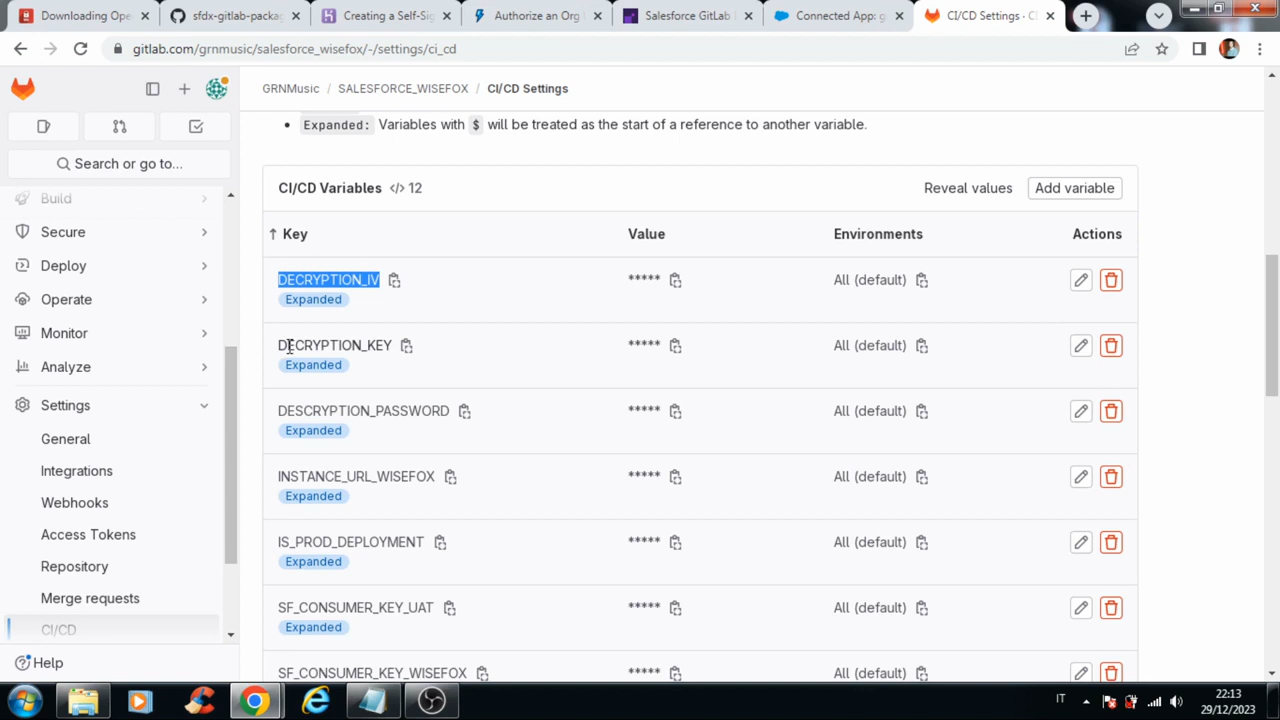 Downloading Ope
sfdx-gitlab-packa
Creating a Self-Si
Authorize an Org
Salesforce GitLab
Connected App: g
CI/CD Settings · C
gitlab.com/grnmusic/salesforce_wisefox/-/settings/ci_cd
GRNMusic / SALESFORCE_WISEFOX / CI/CD Settings
Expanded: Variables with $ will be treated as the start of a reference to another variable.
Search or go to...
Build
Secure
Deploy
Operate
Monitor
Analyze
Settings
General
Integrations
Webhooks
Access Tokens
Repository
Merge requests
CI/CD
Help
CI/CD Variables </> 12
Reveal values
Add variable
↑ Key Value Environments Actions
DECRYPTION_IV ***** All (default)
Expanded
DECRYPTION_KEY ***** All (default)
Expanded
DESCRYPTION_PASSWORD ***** All (default)
Expanded
INSTANCE_URL_WISEFOX ***** All (default)
Expanded
IS_PROD_DEPLOYMENT ***** All (default)
Expanded
SF_CONSUMER_KEY_UAT ***** All (default)
Expanded
SF_CONSUMER_KEY_WISEFOX ***** All (default)
IT
22:13
29/12/2023